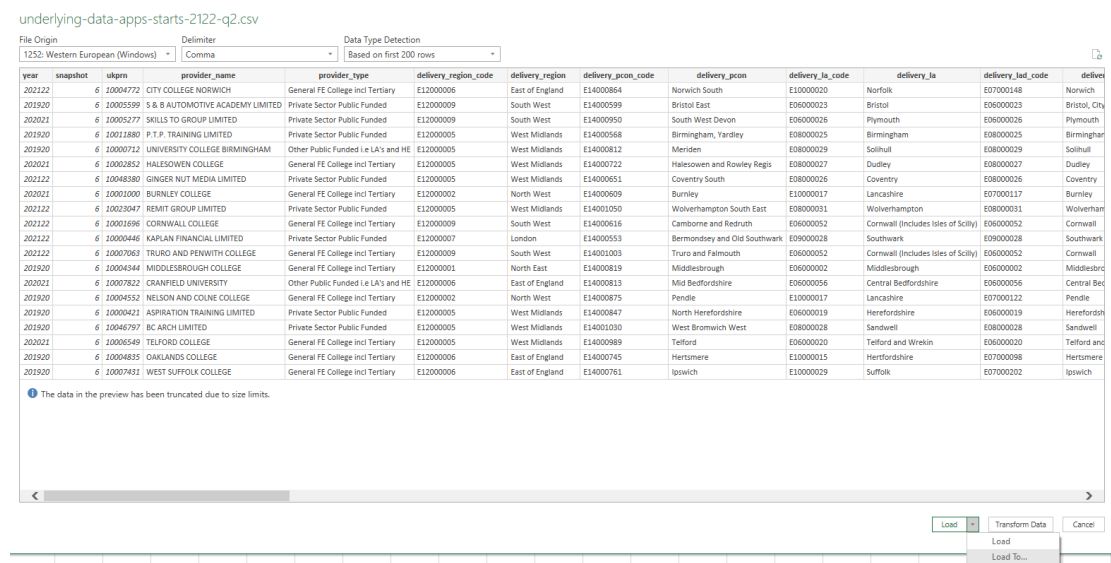 underlying-data-apps-starts-2122-q2.csv
File Origin Delimiter Data Type Detection
1252: Western European (Windows) Comma Based on first 200 rows
year snapshot ukprn provider_name provider_type delivery_region_code delivery_region delivery_pcon_code delivery_pcon delivery_la_code delivery_la delivery_lad_code deliver
202122 6 10004772 CITY COLLEGE NORWICH General FE College incl Tertiary E12000006 East of England E14000864 Norwich South E10000020 Norfolk E07000148 Norwich
201920 6 10005599 S & B AUTOMOTIVE ACADEMY LIMITED Private Sector Public Funded E12000009 South West E14000599 Bristol East E06000023 Bristol E06000023 Bristol, City
202021 6 10005277 SKILLS TO GROUP LIMITED Private Sector Public Funded E12000009 South West E14000950 South West Devon E06000026 Plymouth E06000026 Plymouth
201920 6 10011880 P.T.P. TRAINING LIMITED Private Sector Public Funded E12000005 West Midlands E14000568 Birmingham, Yardley E08000025 Birmingham E08000025 Birminghar
201920 6 10000712 UNIVERSITY COLLEGE BIRMINGHAM Other Public Funded i.e LA's and HE E12000005 West Midlands E14000812 Meriden E08000029 Solihull E08000029 Solihull
202021 6 10002852 HALESOWEN COLLEGE General FE College incl Tertiary E12000005 West Midlands E14000722 Halesowen and Rowley Regis E08000027 Dudley E08000027 Dudley
202122 6 10048380 GINGER NUT MEDIA LIMITED Private Sector Public Funded E12000005 West Midlands E14000651 Coventry South E08000026 Coventry E08000026 Coventry
202021 6 10001000 BURNLEY COLLEGE General FE College incl Tertiary E12000002 North West E14000609 Burnley E10000017 Lancashire E07000117 Burnley
202122 6 10023047 REMIT GROUP LIMITED Private Sector Public Funded E12000005 West Midlands E14001050 Wolverhampton South East E08000031 Wolverhampton E08000031 Wolverham
202122 6 10001696 CORNWALL COLLEGE General FE College incl Tertiary E12000009 South West E14000616 Camborne and Redruth E06000052 Cornwall (Includes Isles of Scilly) E06000052 Cornwall
202122 6 10000446 KAPLAN FINANCIAL LIMITED Private Sector Public Funded E12000007 London E14000553 Bermondsey and Old Southwark E09000028 Southwark E09000028 Southwark
202122 6 10007063 TRURO AND PENWITH COLLEGE General FE College incl Tertiary E12000009 South West E14001003 Truro and Falmouth E06000052 Cornwall (Includes Isles of Scilly) E06000052 Cornwall
201920 6 10004344 MIDDLESBROUGH COLLEGE General FE College incl Tertiary E12000001 North East E14000819 Middlesbrough E06000002 Middlesbrough E06000002 Middlesbro
202021 6 10007822 CRANFIELD UNIVERSITY Other Public Funded i.e LA's and HE E12000006 East of England E14000813 Mid Bedfordshire E06000056 Central Bedfordshire E06000056 Central Bed
201920 6 10004552 NELSON AND COLNE COLLEGE General FE College incl Tertiary E12000002 North West E14000875 Pendle E10000017 Lancashire E07000122 Pendle
201920 6 10000421 ASPIRATION TRAINING LIMITED Private Sector Public Funded E12000005 West Midlands E14000847 North Herefordshire E06000019 Herefordshire E06000019 Herefordsh
201920 6 10046797 BC ARCH LIMITED Private Sector Public Funded E12000005 West Midlands E14001030 West Bromwich West E08000028 Sandwell E08000028 Sandwell
202021 6 10006549 TELFORD COLLEGE General FE College incl Tertiary E12000005 West Midlands E14000989 Telford E06000020 Telford and Wrekin E06000020 Telford and
201920 6 10004835 OAKLANDS COLLEGE General FE College incl Tertiary E12000006 East of England E14000745 Hertsmere E10000015 Hertfordshire E07000098 Hertsmere
201920 6 10007431 WEST SUFFOLK COLLEGE General FE College incl Tertiary E12000006 East of England E14000761 Ipswich E10000029 Suffolk E07000202 Ipswich
The data in the preview has been truncated due to size limits.
Load Transform Data Cancel
Load
Load To...